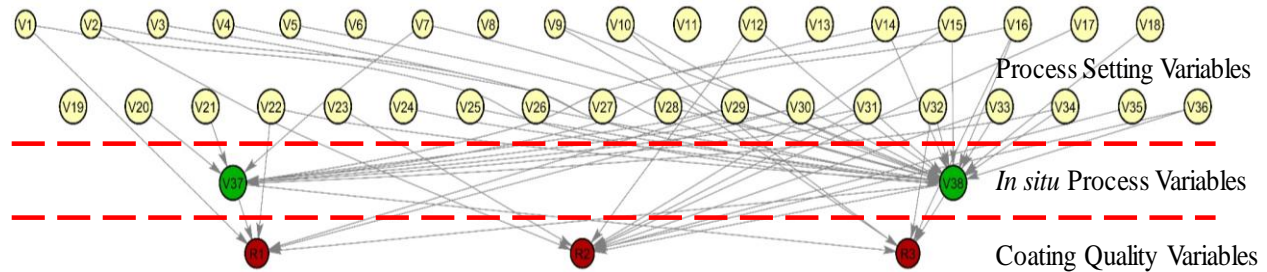 V1 V2 V3 V4 V5 V6 V7 V8 V9 V10 V11 V12 V13 V14 V15 V16 V17 V18
Process Setting Variables
V19 V20 V21 V22 V23 V24 V25 V26 V27 V28 V29 V30 V31 V32 V33 V34 V35 V36
V37 V38 In situ Process Variables
R1 R2 R3 Coating Quality Variables